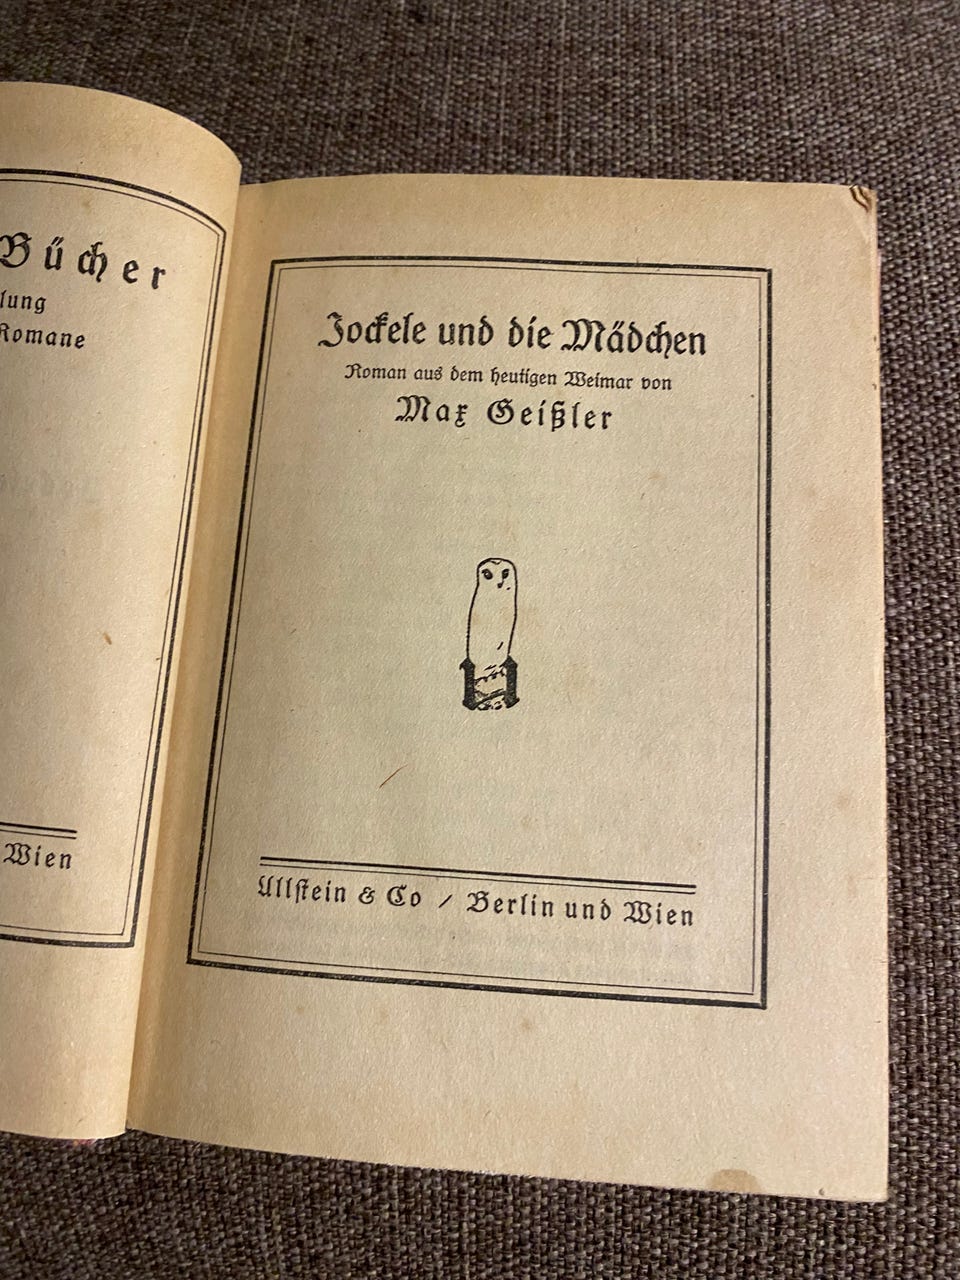 Bücher
lung
Romane
Wien
Jockele und die Mädchen
Roman aus dem heutigen Weimar von
Max Geißler
Ullstein & Co / Berlin und Wien